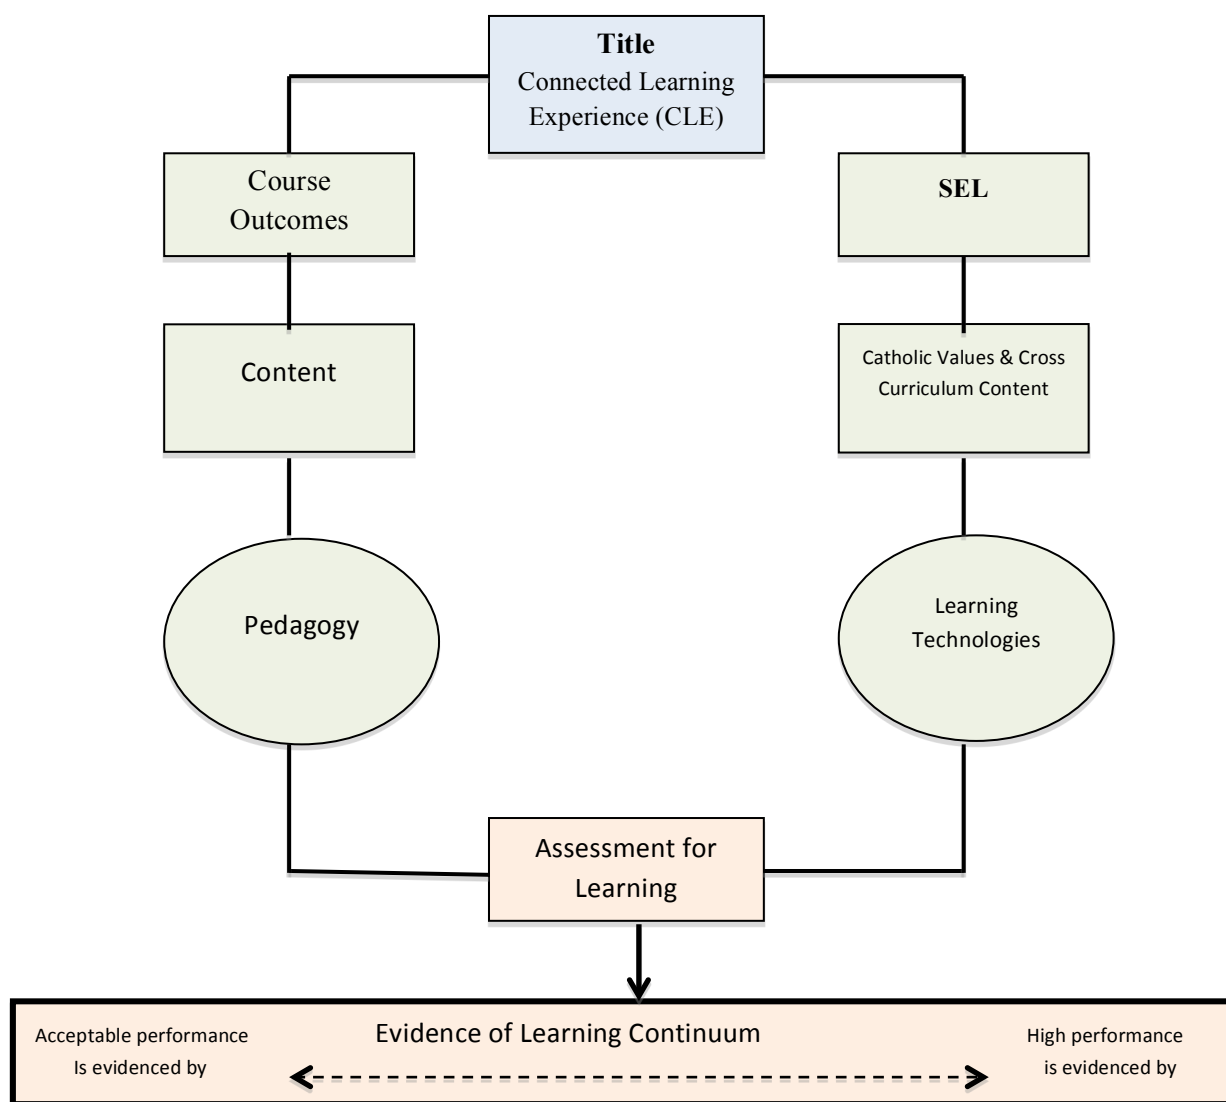 Title
Connected Learning
Experience (CLE)
Course
Outcomes
SEL
Content
Catholic Values & Cross
Curriculum Content
Pedagogy
Learning
Technologies
Assessment for
Learning
Acceptable performance
Is evidenced by
Evidence of Learning Continuum
High performance
is evidenced by